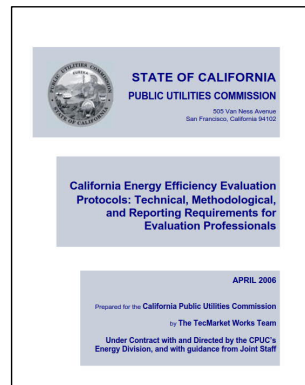 STATE OF CALIFORNIA
PUBLIC UTILITIES COMMISSION
505 Van Ness Avenue
San Francisco, California 94102
California Energy Efficiency Evaluation
Protocols: Technical, Methodological,
and Reporting Requirements for
Evaluation Professionals
APRIL 2006
Prepared for the California Public Utilities Commission
by The TecMarket Works Team
Under Contract with and Directed by the CPUC's
Energy Division, and with guidance from Joint Staff